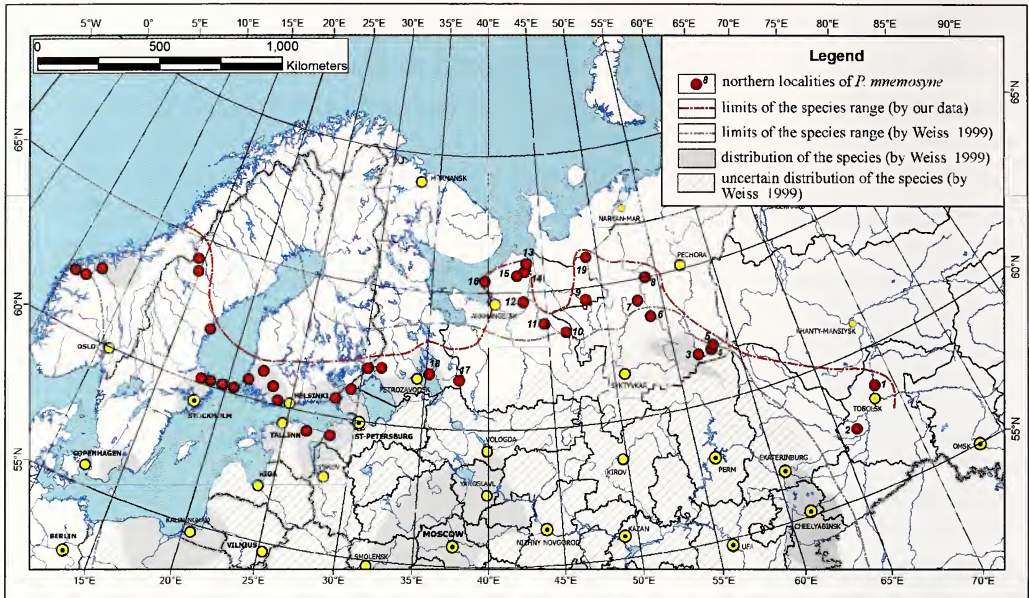 5°W 0° 5°E 10°E 15°E 20°E 25°E 30°E 35°E 40°E 45°E 50°E 55°E 60°E 65°E 70°E 75°E 80°E 85°E 90°E
0 500 1,000
Kilometers
Legend
8 northern localities of P. mnemosyne
limits of the species range (by our data)
limits of the species range (by Weiss 1999)
distribution of the species (by Weiss 1999)
uncertain distribution of the species (by
Weiss 1999)
65°N
65°N
MURMANSK
NARYAN-MAR
PECHORA
13
15 14
16
19
8
12
ARKHANGELSK
9
7
6
11
10
60°N
60°N
OSLO
KHANTY-MANSIYSK
5
3 4
SYKTYVKAR
18
17
PETROZAVODSK
1
TOBOLSK
2
HELSINKI
STOCKHOLM
TALLINN
ST-PETERSBURG
VOLOGDA
KIROV
PERM
EKATERINBURG
OMSK
55°N
55°N
COPENHAGEN
RIGA
PSKOV
YAROSLAVL
CHELYABINSK
KALININGRAD
NIZHNY NOVGOROD
KAZAN
UFA
BERLIN
VILNIUS
MOSCOW
SMOLENSK
15°E 20°E 25°E 30°E 35°E 40°E 45°E 50°E 55°E 60°E 65°E 70°E